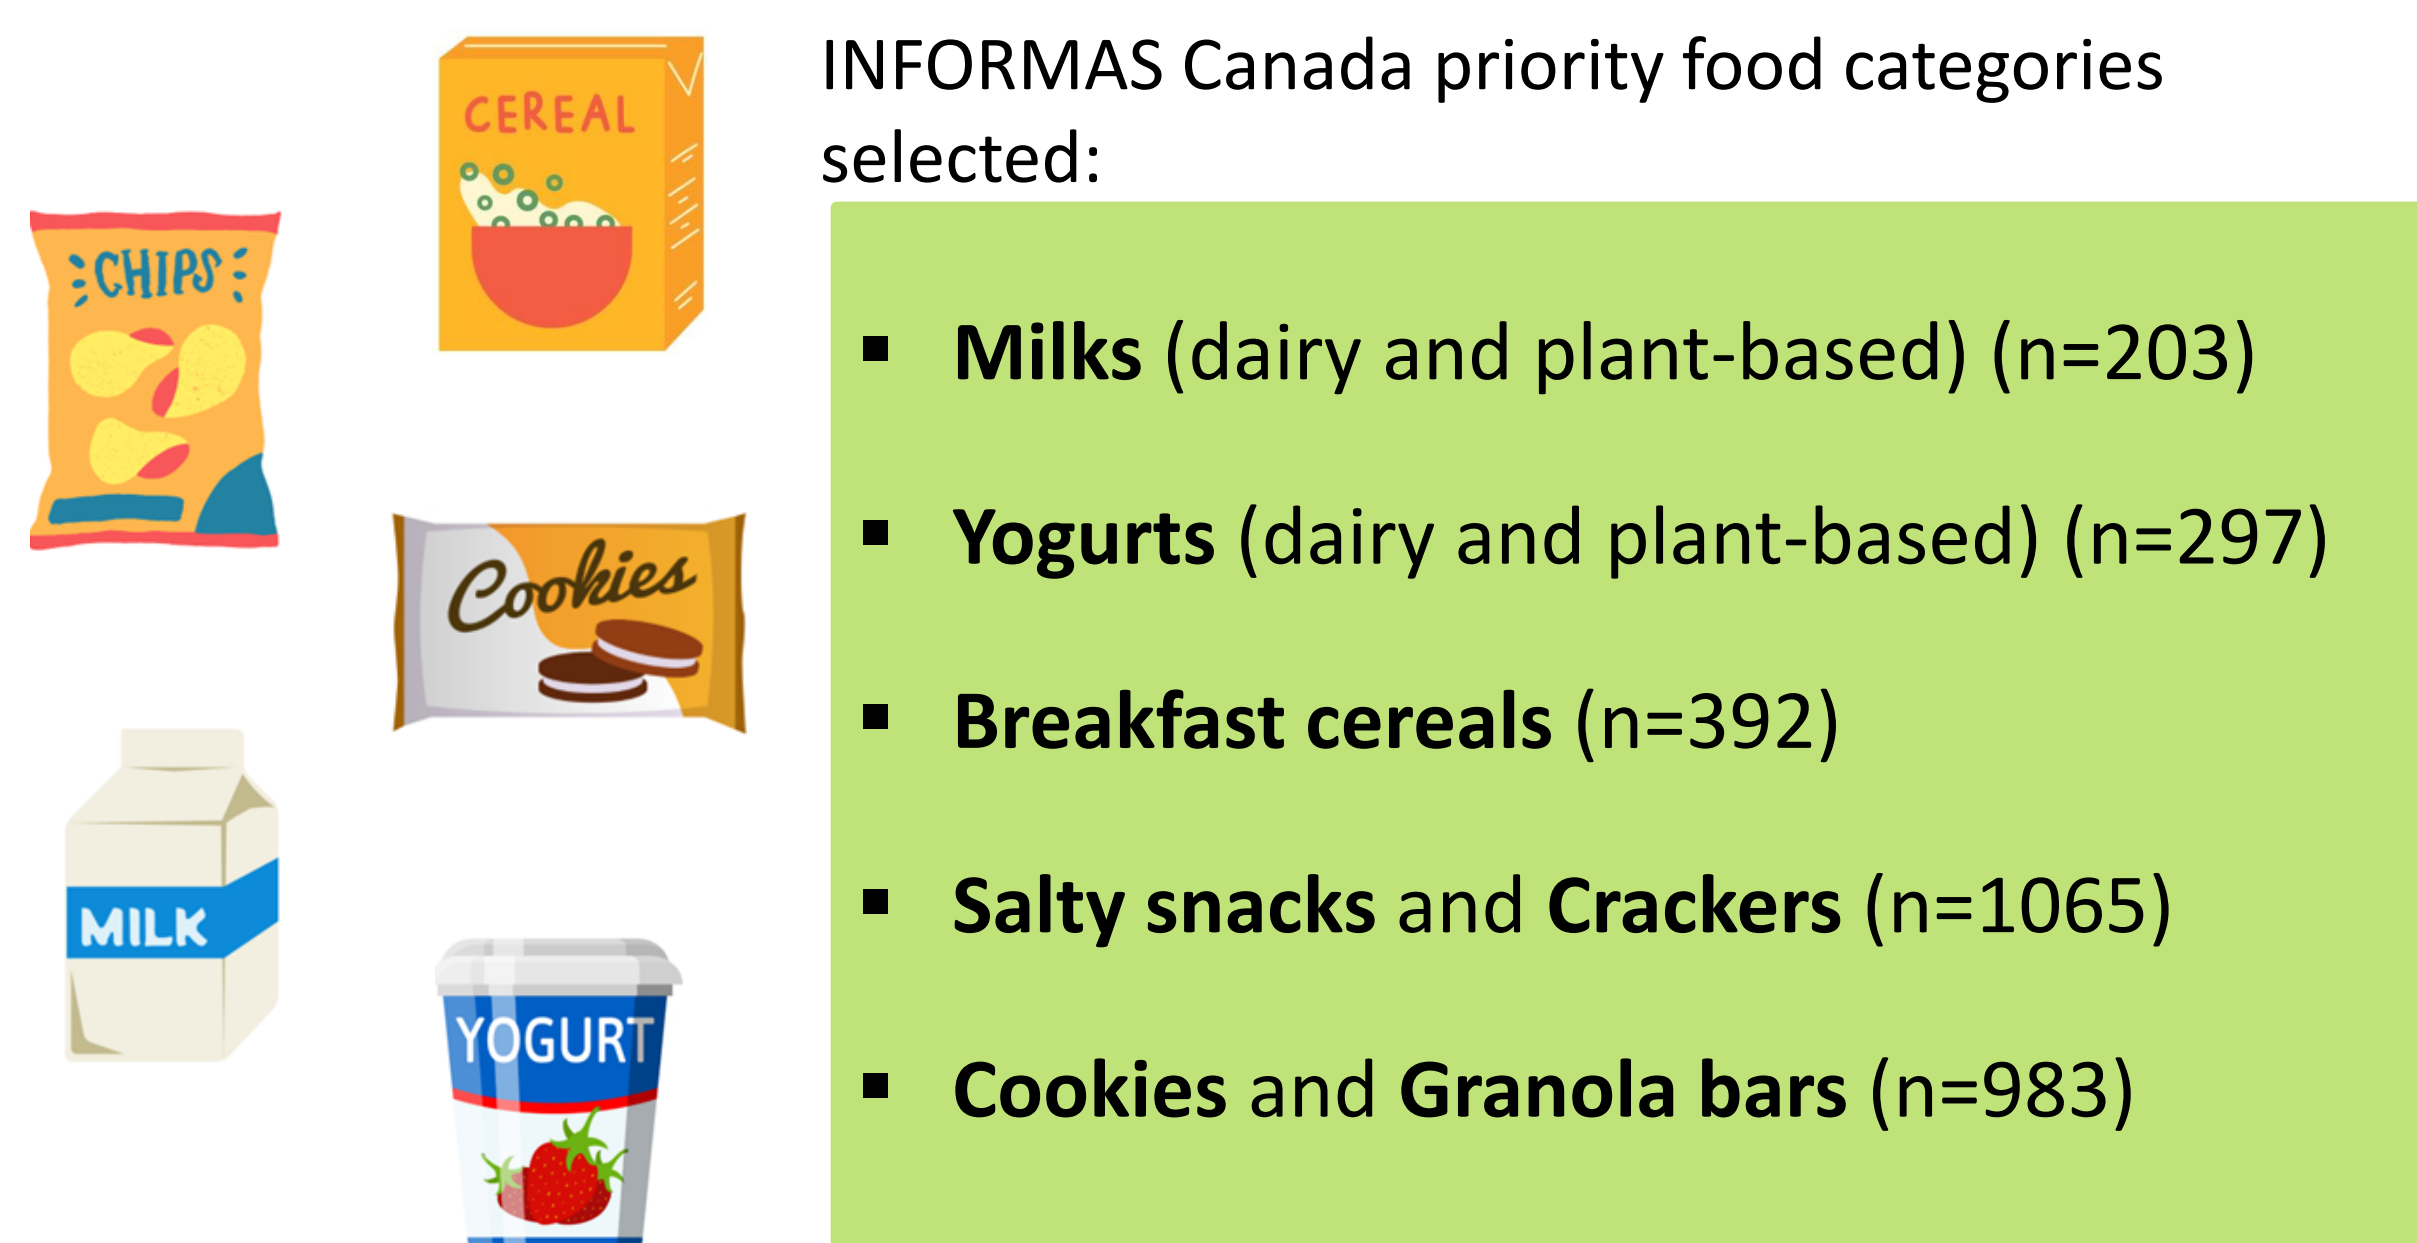 INFORMAS Canada priority food categories
selected:
CEREAL
CHIPS
Cookies
MILK
YOGURT
▪ Milks (dairy and plant-based) (n=203)
▪ Yogurts (dairy and plant-based) (n=297)
▪ Breakfast cereals (n=392)
▪ Salty snacks and Crackers (n=1065)
▪ Cookies and Granola bars (n=983)